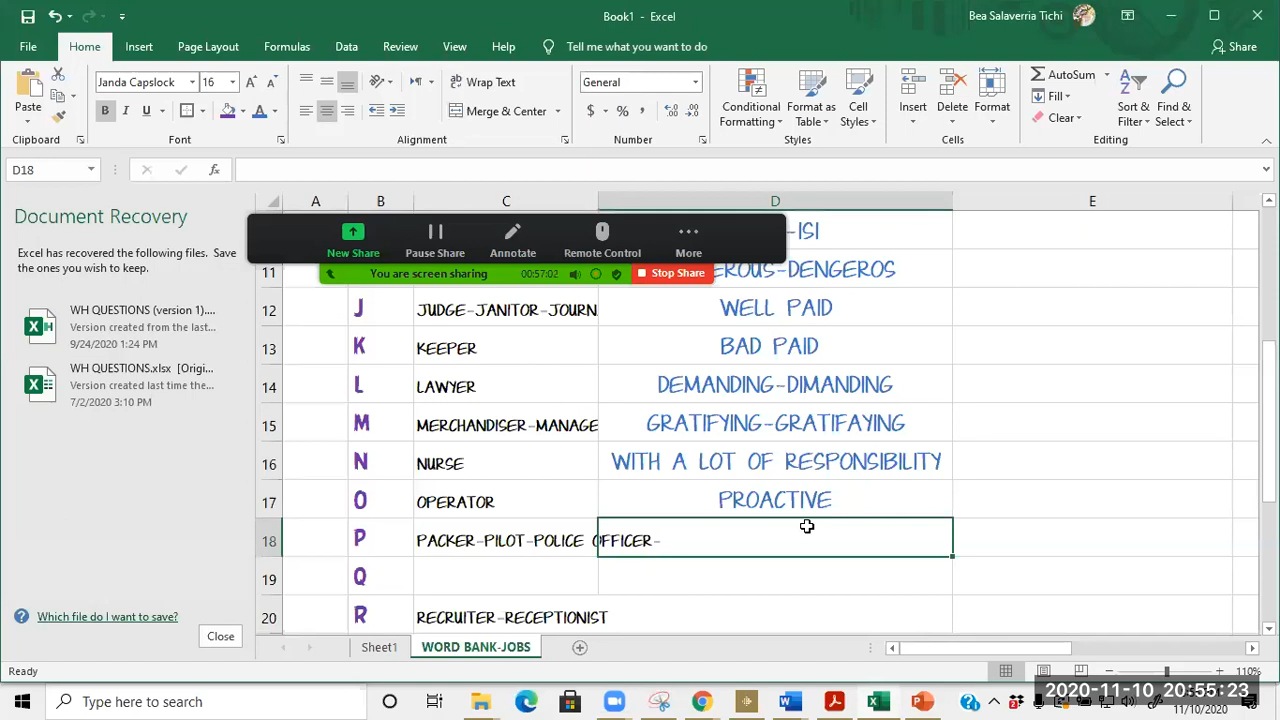 Book1 - Excel
Bea Salaverria Tichi
File Home Insert Page Layout Formulas Data Review View Help Tell me what you want to do Share
Paste
Janda Capslock 16
B I U
Wrap Text
Merge & Center
General
$ % ,
Conditional Formatting
Format as Table
Cell Styles
Insert Delete Format
AutoSum
Fill
Clear
Sort & Filter
Find & Select
Clipboard Font Alignment Number Styles Cells Editing
D18
Document Recovery
Excel has recovered the following files. Save
the ones you wish to keep.
WH QUESTIONS (version 1)....
Version created from the last...
9/24/2020 1:24 PM
WH QUESTIONS.xlsx [Origi...
Version created last time the...
7/2/2020 3:10 PM
Which file do I want to save?
Close
New Share Pause Share Annotate Remote Control More
You are screen sharing 00:57:02 Stop Share
A B C D E
-ISI
11 EROUS-DENGEROS
12 J JUDGE-JANITOR-JOURN WELL PAID
13 K KEEPER BAD PAID
14 L LAWYER DEMANDING-DIMANDING
15 M MERCHANDISER-MANAGE GRATIFYING-GRATIFAYING
16 N NURSE WITH A LOT OF RESPONSIBILITY
17 O OPERATOR PROACTIVE
18 P PACKER-PILOT-POLICE OFFICER-
19 Q
20 R RECRUITER-RECEPTIONIST
Sheet1 WORD BANK-JOBS
Ready
110%
Type here to search
2020-11-10 20:55:23
11/10/2020